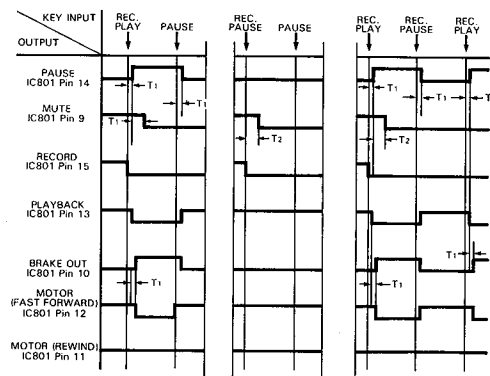 KEY INPUT
OUTPUT
REC.
PLAY
PAUSE
REC.
PAUSE
PAUSE
REC.
PLAY
REC.
PAUSE
REC.
PLAY
PAUSE
IC801 Pin 14
T1
T1
T1
T1
T1
MUTE
IC801 Pin 9
T1
T2
T2
RECORD
IC801 Pin 15
PLAYBACK
IC801 Pin 13
BRAKE OUT
IC801 Pin 10
T1
T1
T1
MOTOR
(FAST FORWARD)
IC801 Pin 12
MOTOR (REWIND)
IC801 Pin 11